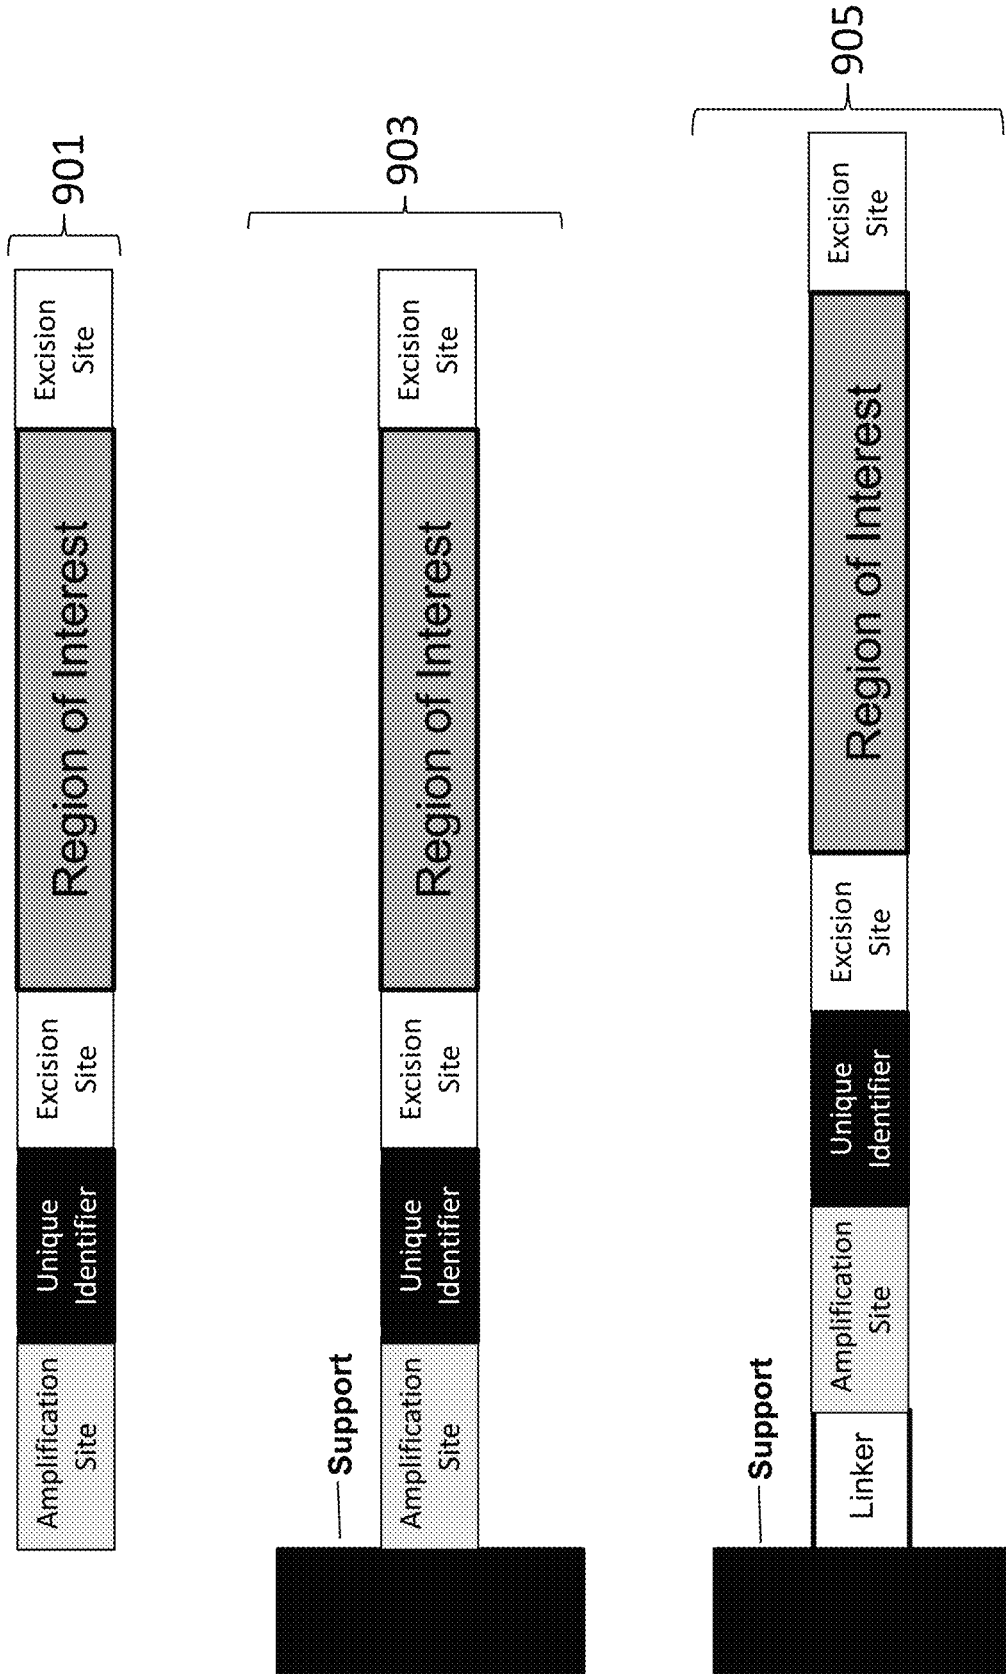 Amplification
Site
Unique
Identifier
Excision
Site
Region of Interest
Excision
Site
901
Support
Amplification
Site
Unique
Identifier
Excision
Site
Region of Interest
Excision
Site
903
Support
Linker
Amplification
Site
Unique
Identifier
Excision
Site
Region of Interest
Excision
Site
905